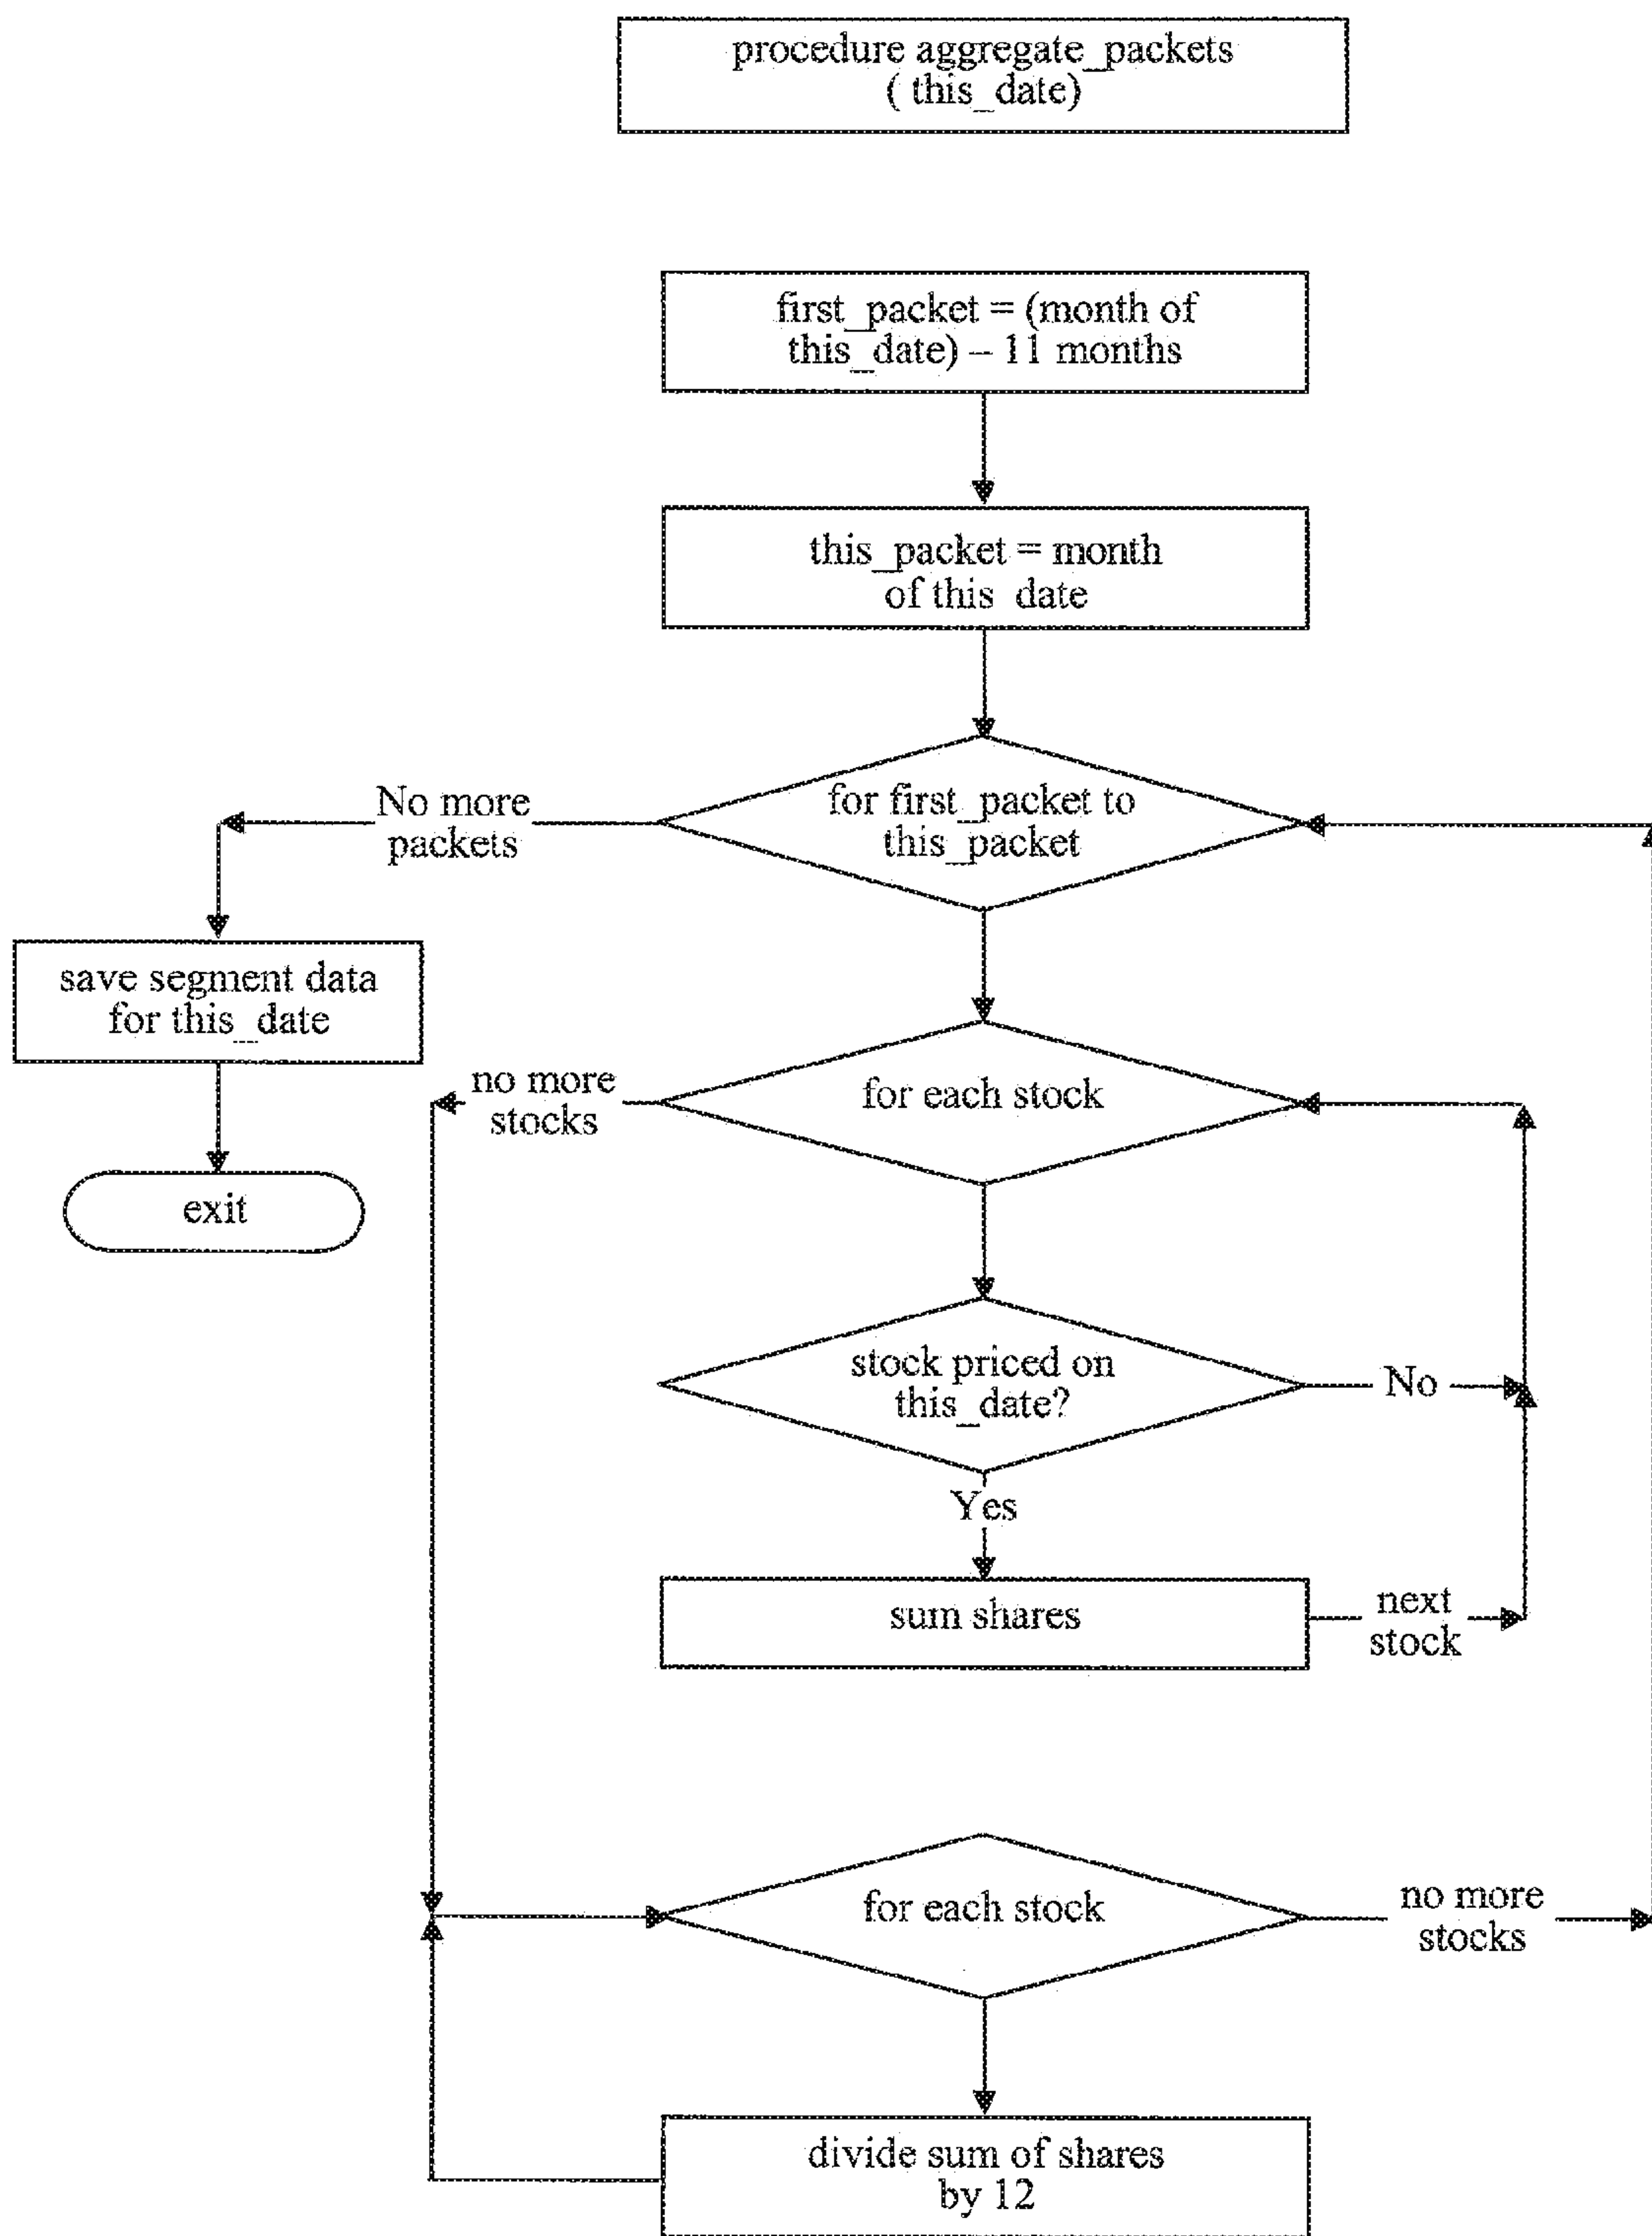 procedure aggregate_packets
( this_date)
first_packet = (month of
this_date) – 11 months
this_packet = month
of this_date
for first_packet to
this_packet
No more
packets
save segment data
for this_date
exit
for each stock
no more
stocks
stock priced on
this_date?
No
Yes
sum shares
next
stock
for each stock
no more
stocks
divide sum of shares
by 12